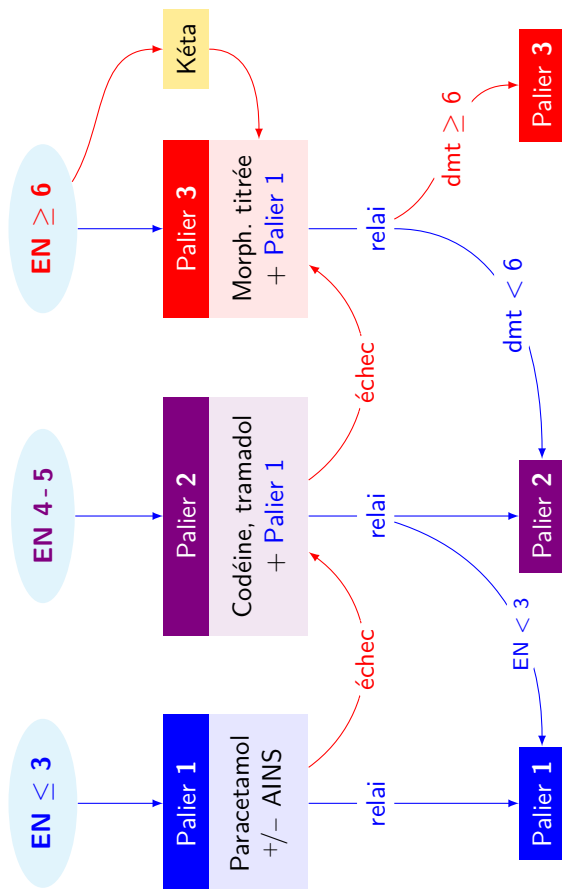 EN ≤ 3
EN 4 - 5
EN ≥ 6
Kéta
Palier 1
Paracetamol
+/− AINS
Palier 2
Codéine, tramadol
+ Palier 1
Palier 3
Morph. titrée
+ Palier 1
échec
échec
relai
relai
relai
EN < 3
dmt < 6
dmt ≥ 6
Palier 1
Palier 2
Palier 3